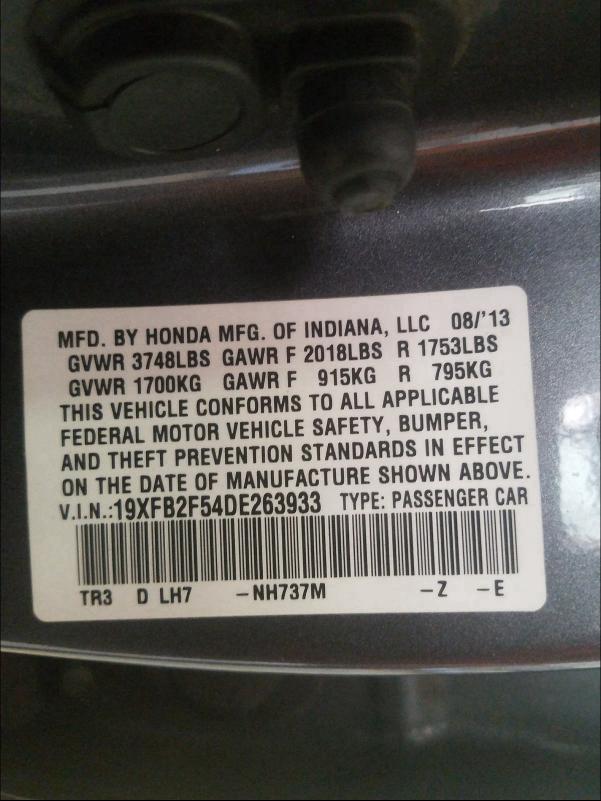 MFD. BY HONDA MFG. OF INDIANA, LLC 08/'13
GVWR 3748LBS GAWR F 2018LBS R 1753LBS
GVWR 1700KG GAWR F 915KG R 795KG
THIS VEHICLE CONFORMS TO ALL APPLICABLE
FEDERAL MOTOR VEHICLE SAFETY, BUMPER,
AND THEFT PREVENTION STANDARDS IN EFFECT
ON THE DATE OF MANUFACTURE SHOWN ABOVE.
V.I.N.:19XFB2F54DE263933 TYPE: PASSENGER CAR
TR3 D LH7 -NH737M -Z -E